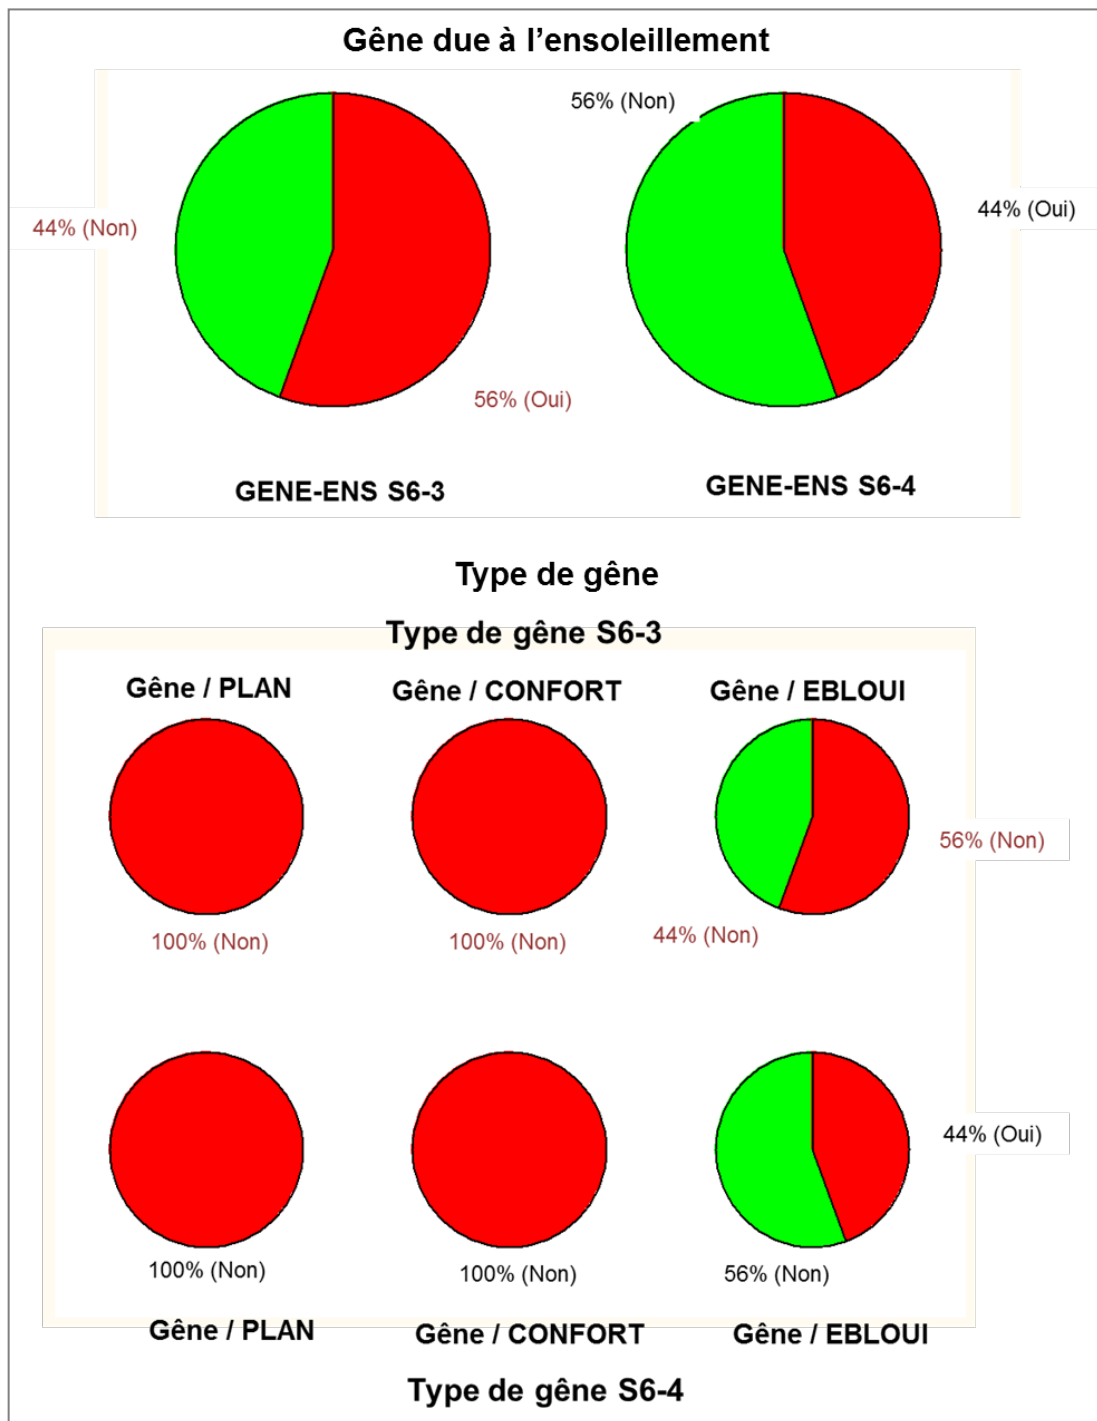 Gêne due à l’ensoleillement
56% (Non)
44% (Non)
44% (Oui)
56% (Oui)
GENE-ENS S6-3
GENE-ENS S6-4
Type de gêne
Type de gêne S6-3
Gêne / PLAN
Gêne / CONFORT
Gêne / EBLOUI
56% (Non)
100% (Non)
100% (Non)
44% (Non)
44% (Oui)
100% (Non)
100% (Non)
56% (Non)
Gêne / PLAN
Gêne / CONFORT
Gêne / EBLOUI
Type de gêne S6-4